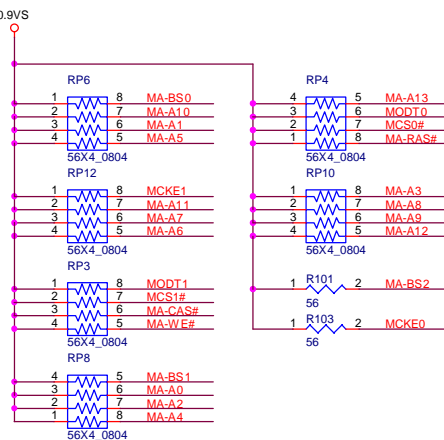 0.9VS
RP6
1 8 MA-BS0
2 7 MA-A10
3 6 MA-A1
4 5 MA-A5
56X4_0804
RP12
1 8 MCKE1
2 7 MA-A11
3 6 MA-A7
4 5 MA-A6
56X4_0804
RP3
1 8 MODT1
2 7 MCS1#
3 6 MA-CAS#
4 5 MA-WE#
56X4_0804
RP8
4 5 MA-BS1
3 6 MA-A0
2 7 MA-A2
1 8 MA-A4
56X4_0804
RP4
4 5 MA-A13
3 6 MODT0
2 7 MCS0#
1 8 MA-RAS#
56X4_0804
RP10
1 8 MA-A3
2 7 MA-A8
3 6 MA-A9
4 5 MA-A12
56X4_0804
R101
1 2 MA-BS2
56
R103
1 2 MCKE0
56